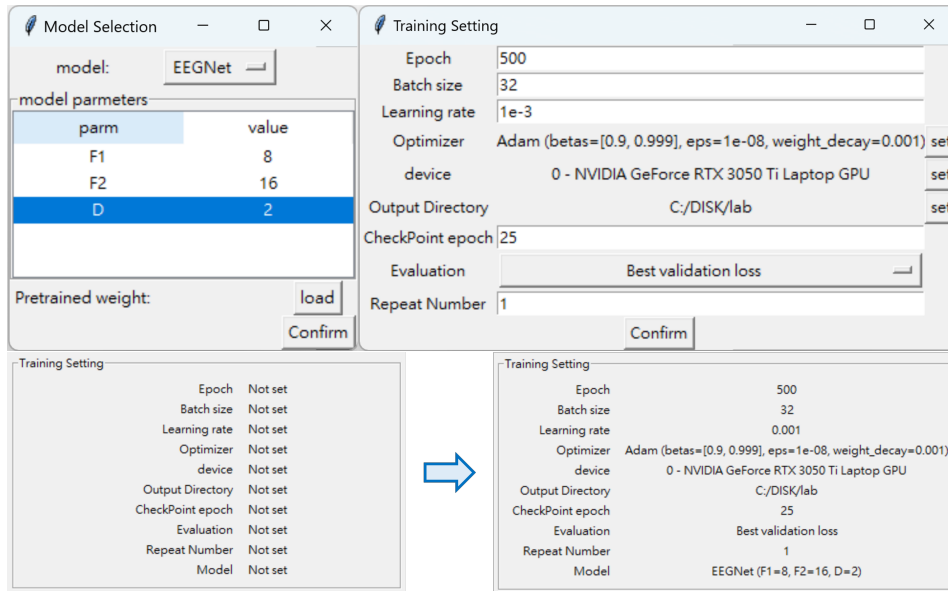 Model Selection
model: EEGNet
model parmeters
parm value
F1 8
F2 16
D 2
Pretrained weight: load
Confirm
Training Setting
Epoch 500
Batch size 32
Learning rate 1e-3
Optimizer Adam (betas=[0.9, 0.999], eps=1e-08, weight_decay=0.001) set
device 0 - NVIDIA GeForce RTX 3050 Ti Laptop GPU set
Output Directory C:/DISK/lab set
CheckPoint epoch 25
Evaluation Best validation loss
Repeat Number 1
Confirm
Training Setting
Epoch Not set
Batch size Not set
Learning rate Not set
Optimizer Not set
device Not set
Output Directory Not set
CheckPoint epoch Not set
Evaluation Not set
Repeat Number Not set
Model Not set
Training Setting
Epoch 500
Batch size 32
Learning rate 0.001
Optimizer Adam (betas=[0.9, 0.999], eps=1e-08, weight_decay=0.001)
device 0 - NVIDIA GeForce RTX 3050 Ti Laptop GPU
Output Directory C:/DISK/lab
CheckPoint epoch 25
Evaluation Best validation loss
Repeat Number 1
Model EEGNet (F1=8, F2=16, D=2)